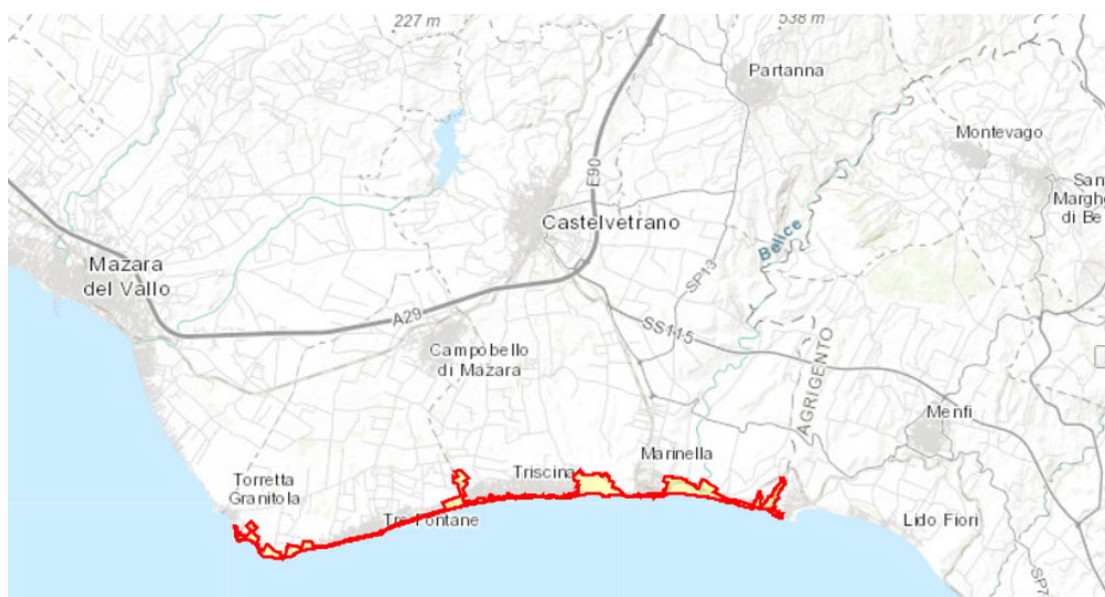 227 m
538 m
Partanna
Montevago
San
Marghe
di Be
E90
Castelvetrano
Belice
Mazara
del Vallo
SP13
A29
SS115
Campobello
di Mazara
AGRIGENTO
Menfi
Marinella
Triscina
Torretta
Granitola
Tre Fontane
Lido Fiori
SP7